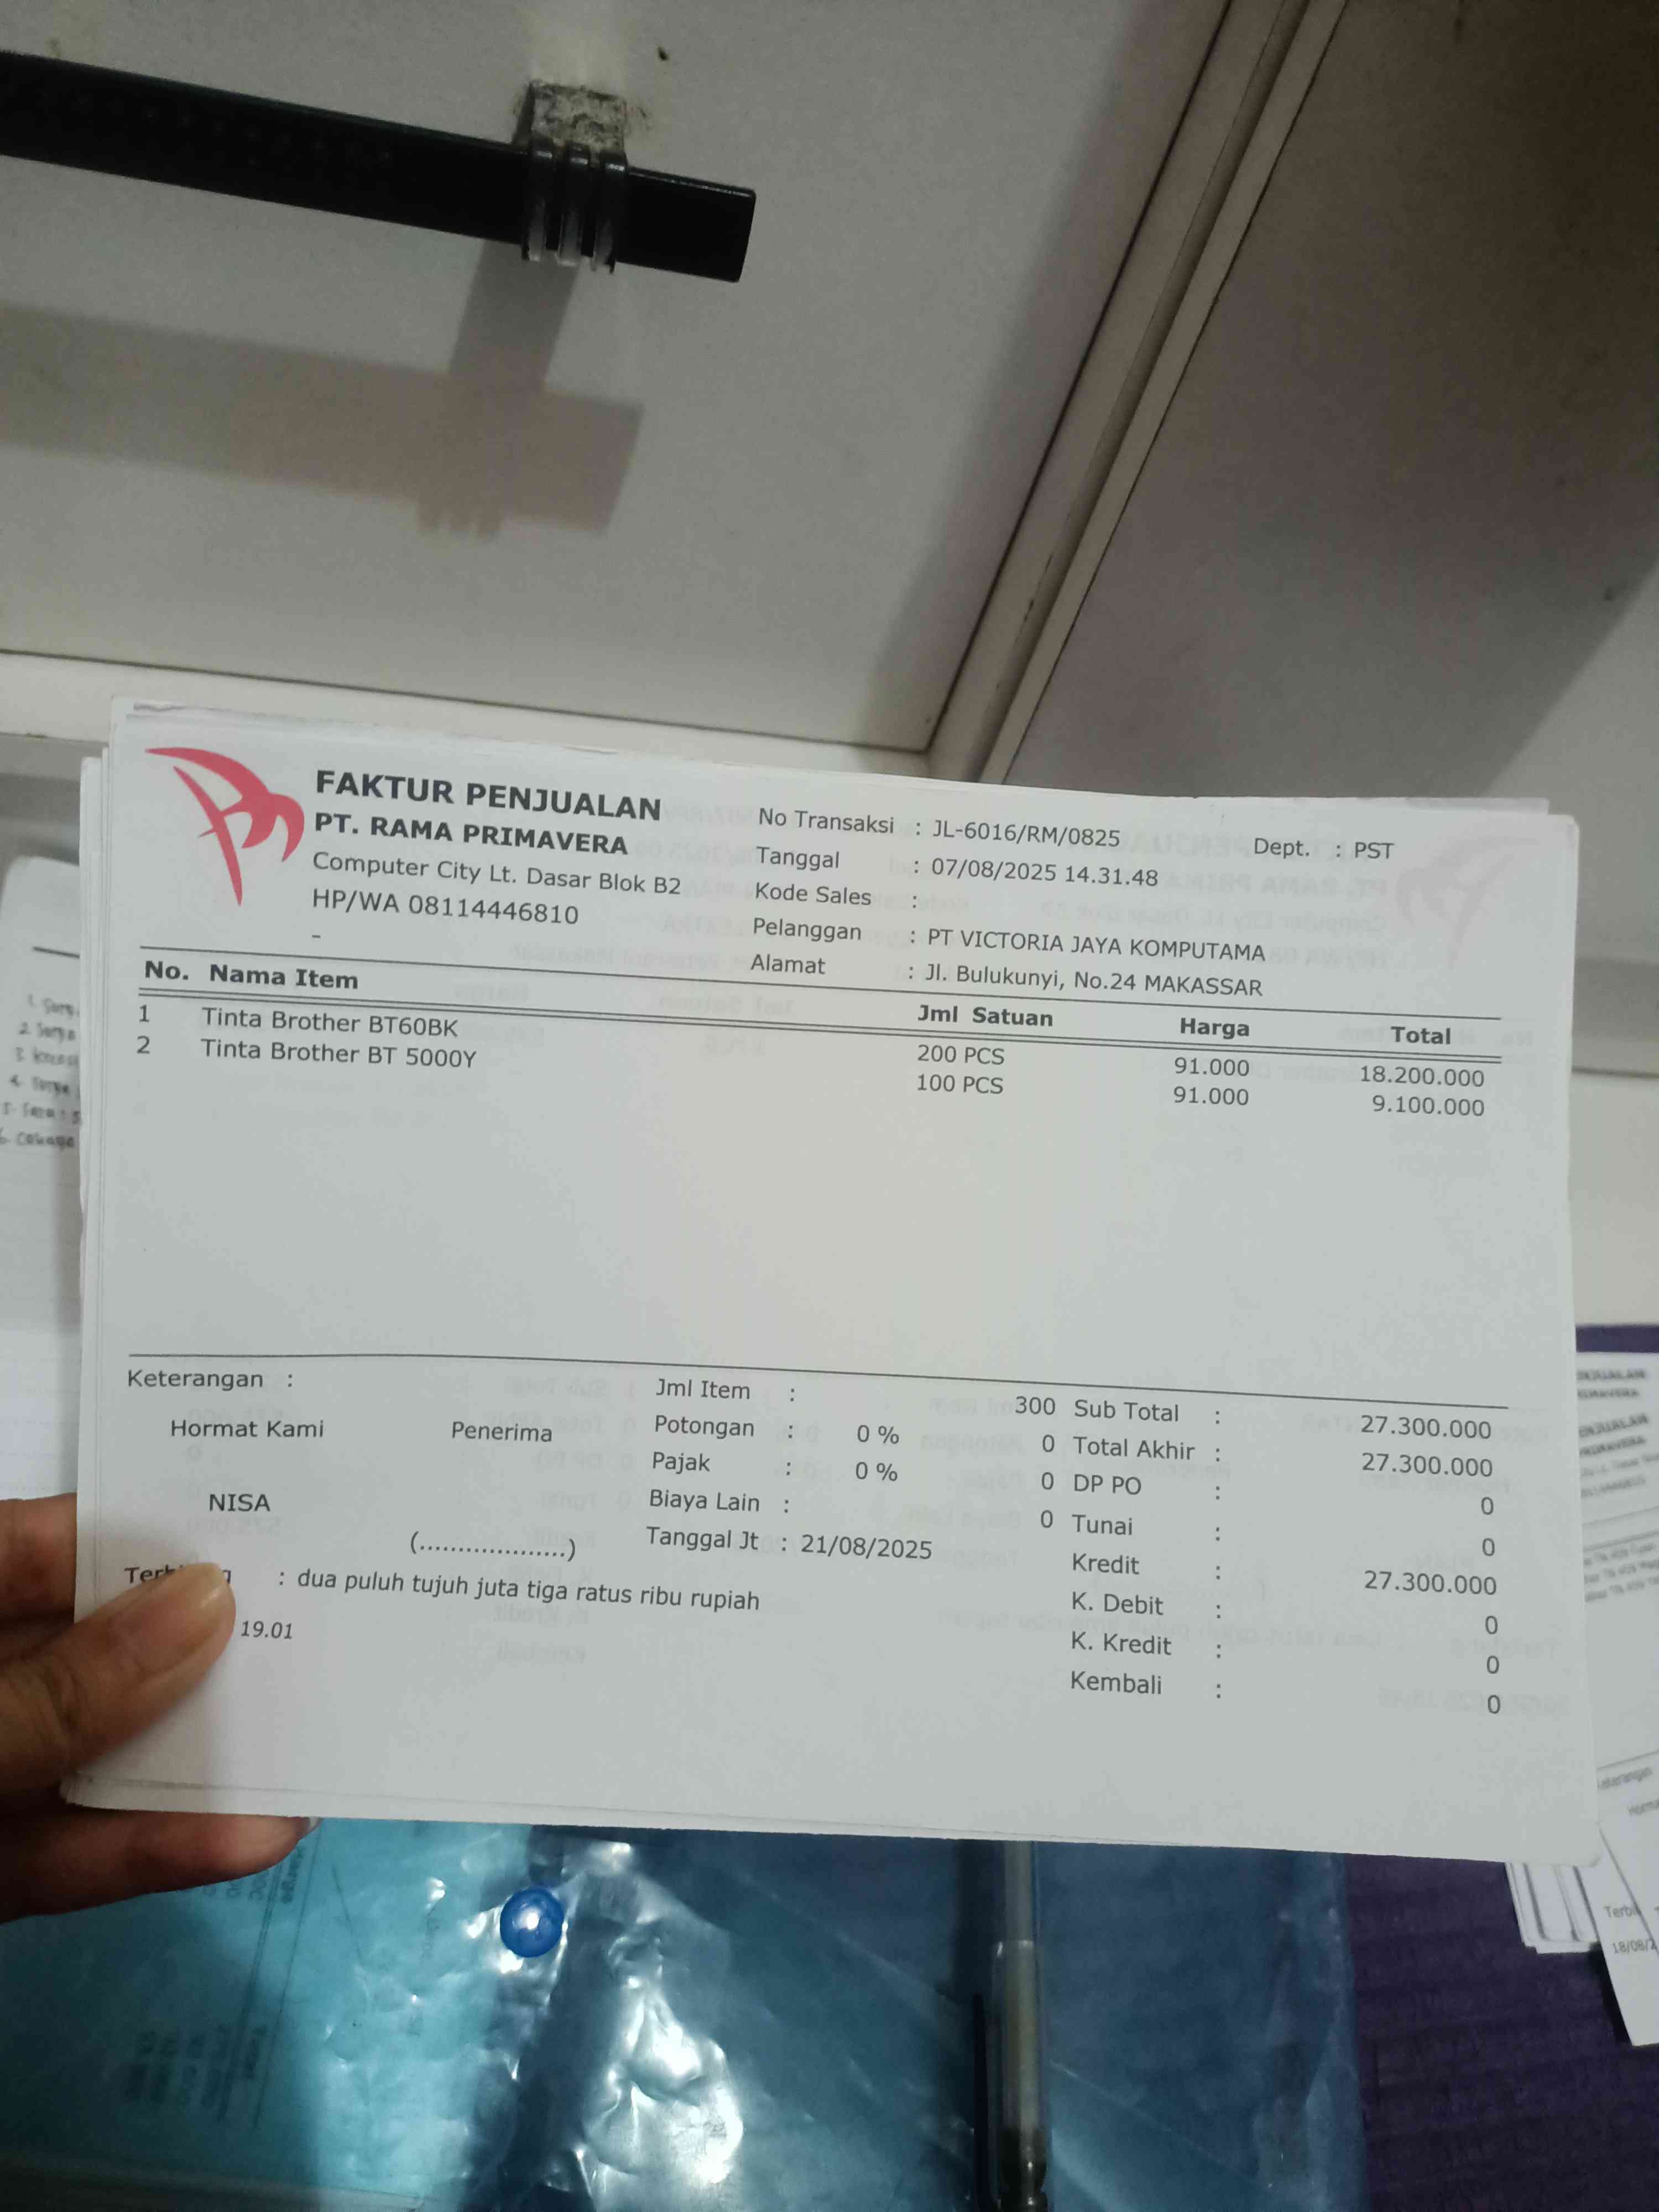 FAKTUR PENJUALAN
PT. RAMA PRIMAVERA
Computer City Lt. Dasar Blok B2
HP/WA 08114446810
-
No Transaksi : JL-6016/RM/0825 Dept. : PST
Tanggal : 07/08/2025 14.31.48
Kode Sales :
Pelanggan : PT VICTORIA JAYA KOMPUTAMA
Alamat : Jl. Bulukunyi, No.24 MAKASSAR
No. Nama Item Jml Satuan Harga Total
1 Tinta Brother BT60BK 200 PCS 91.000 18.200.000
2 Tinta Brother BT 5000Y 100 PCS 91.000 9.100.000
Keterangan :
Hormat Kami Penerima
NISA
(....................)
Jml Item : 300
Potongan : 0 % 0
Pajak : 0 % 0
Biaya Lain : 0
Tanggal Jt : 21/08/2025
Sub Total : 27.300.000
Total Akhir : 27.300.000
DP PO : 0
Tunai : 0
Kredit : 27.300.000
K. Debit : 0
K. Kredit : 0
Kembali : 0
: dua puluh tujuh juta tiga ratus ribu rupiah
19.01
PENJUALAN
18/08/2